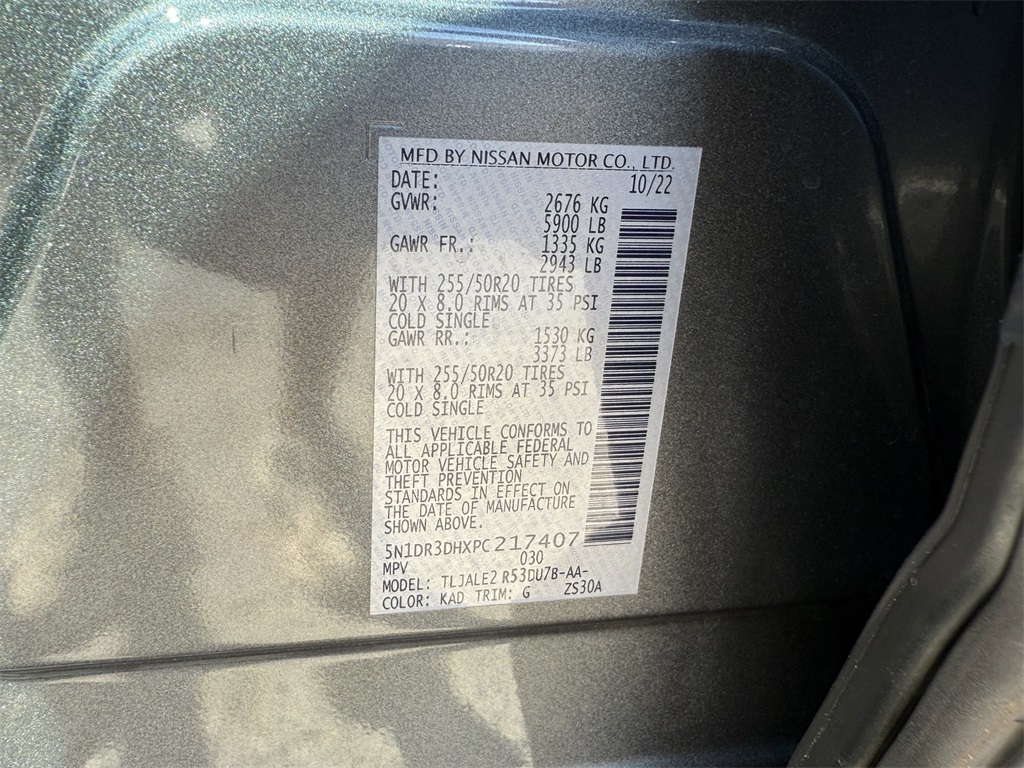 MFD BY NISSAN MOTOR CO., LTD.
DATE: 10/22
GVWR: 2676 KG
5900 LB
GAWR FR.: 1335 KG
2943 LB
WITH 255/50R20 TIRES
20 X 8.0 RIMS AT 35 PSI
COLD SINGLE
GAWR RR.: 1530 KG
3373 LB
WITH 255/50R20 TIRES
20 X 8.0 RIMS AT 35 PSI
COLD SINGLE
THIS VEHICLE CONFORMS TO
ALL APPLICABLE FEDERAL
MOTOR VEHICLE SAFETY AND
THEFT PREVENTION
STANDARDS IN EFFECT ON
THE DATE OF MANUFACTURE
SHOWN ABOVE.
5N1DR3DHXPC217407
MPV 030
MODEL: TLJALE2 R53DU7B-AA-
COLOR: KAD TRIM: G ZS30A